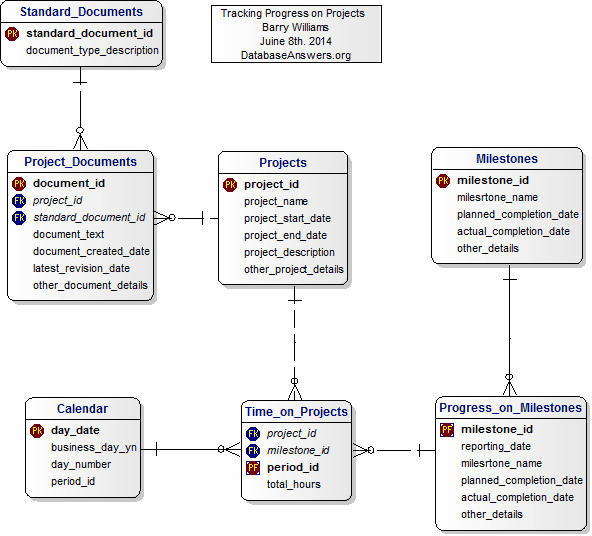 Standard_Documents
PK standard_document_id
document_type_description
Tracking Progress on Projects
Barry Williams
Juine 8th. 2014
DatabaseAnswers.org
Project_Documents
PK document_id
FK project_id
FK standard_document_id
document_text
document_created_date
latest_revision_date
other_document_details
Projects
PK project_id
project_name
project_start_date
project_end_date
project_description
other_project_details
Milestones
PK milestone_id
milesrtone_name
planned_completion_date
actual_completion_date
other_details
Calendar
PK day_date
business_day_yn
day_number
period_id
Time_on_Projects
FK project_id
FK milestone_id
PF period_id
total_hours
Progress_on_Milestones
PF milestone_id
reporting_date
milesrtone_name
planned_completion_date
actual_completion_date
other_details